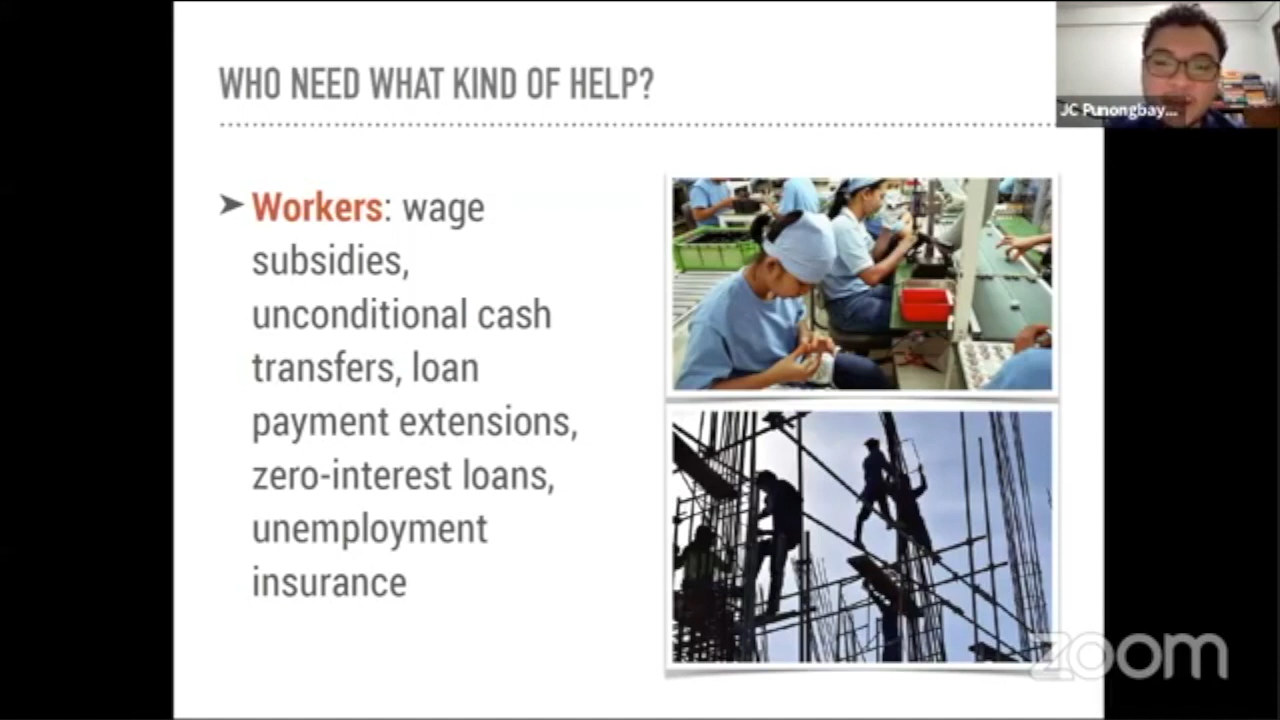 WHO NEED WHAT KIND OF HELP?
JC Punongbay...
➤ Workers: wage
subsidies,
unconditional cash
transfers, loan
payment extensions,
zero-interest loans,
unemployment
insurance
zoom